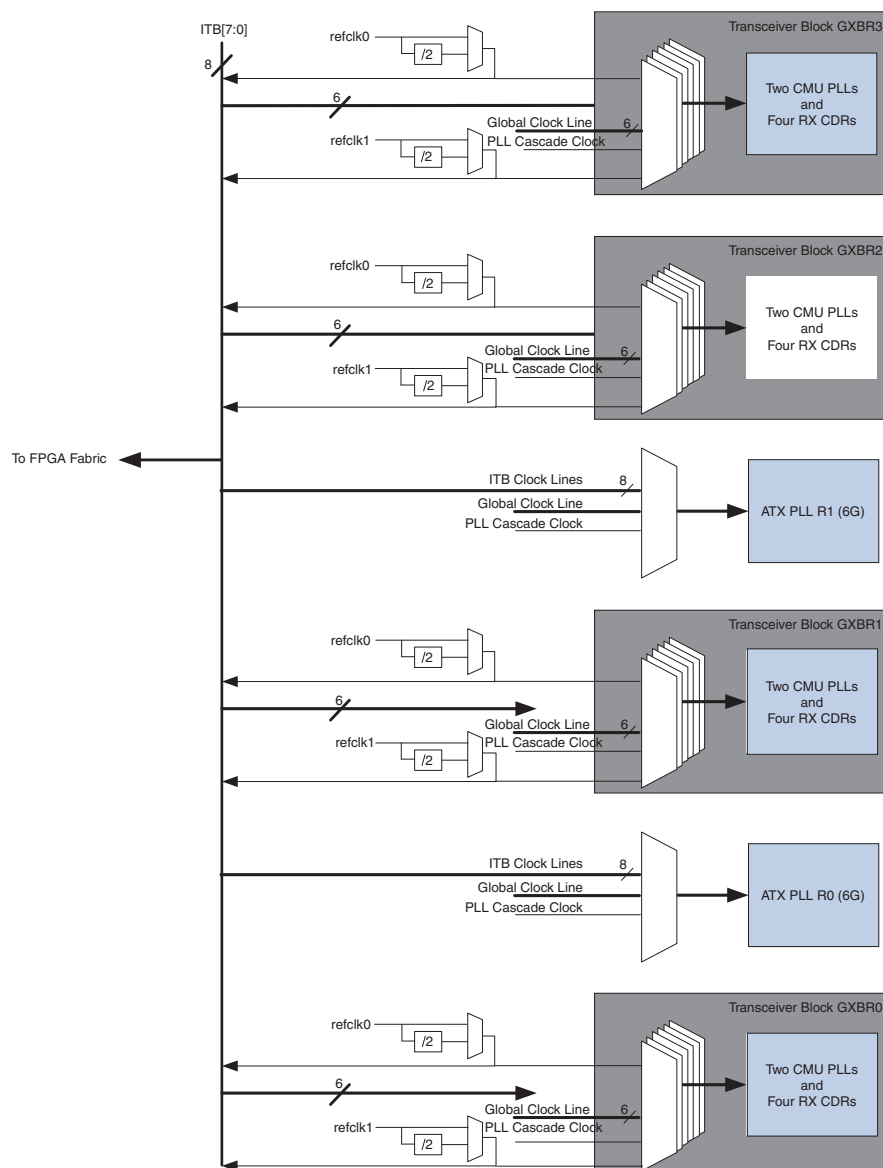 ITB[7:0]
8
refclk0
/2
Transceiver Block GXBR3
6
Global Clock Line
6
refclk1
/2
PLL Cascade Clock
Two CMU PLLs
and
Four RX CDRs
refclk0
/2
Transceiver Block GXBR2
6
Global Clock Line
6
refclk1
/2
PLL Cascade Clock
Two CMU PLLs
and
Four RX CDRs
To FPGA Fabric
ITB Clock Lines
8
Global Clock Line
PLL Cascade Clock
ATX PLL R1 (6G)
refclk0
/2
Transceiver Block GXBR1
6
Global Clock Line
6
refclk1
/2
PLL Cascade Clock
Two CMU PLLs
and
Four RX CDRs
ITB Clock Lines
8
Global Clock Line
PLL Cascade Clock
ATX PLL R0 (6G)
refclk0
/2
Transceiver Block GXBR0
6
Global Clock Line
6
refclk1
/2
PLL Cascade Clock
Two CMU PLLs
and
Four RX CDRs